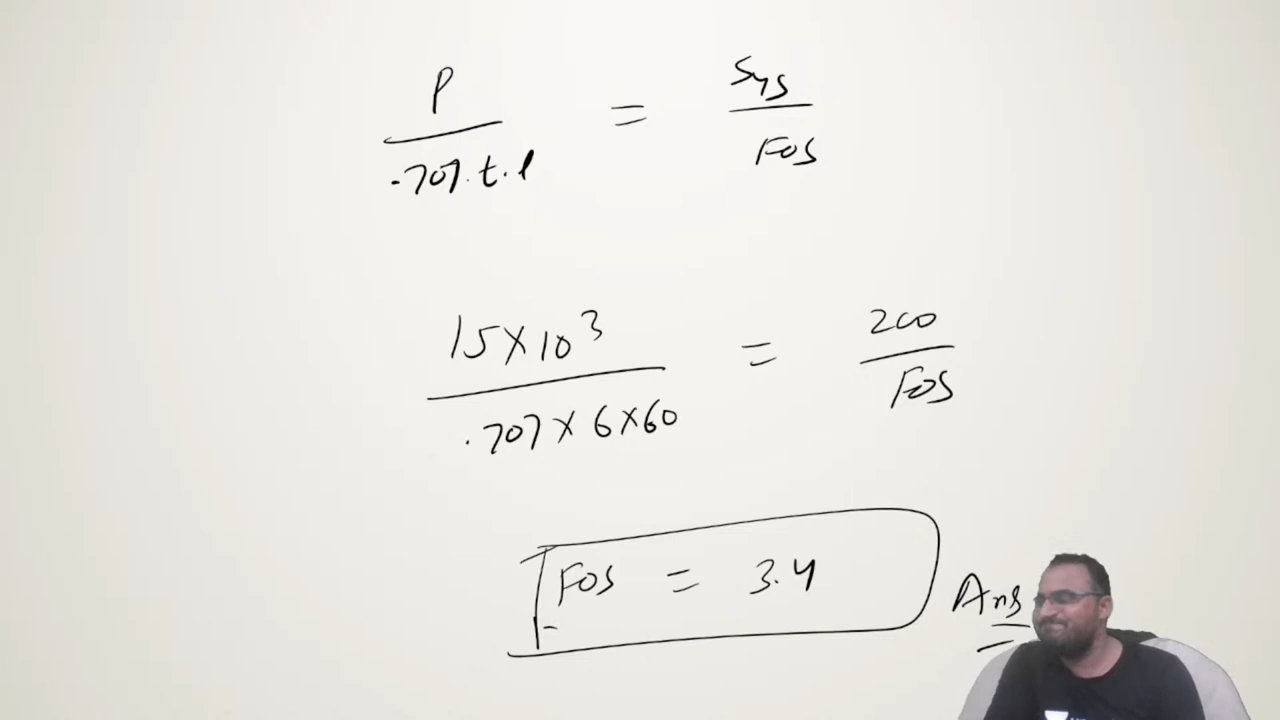 P / .707.t.l = Sys / FOS
15×10³ / .707×6×60 = 200 / FOS
FOS = 3.4 Ans